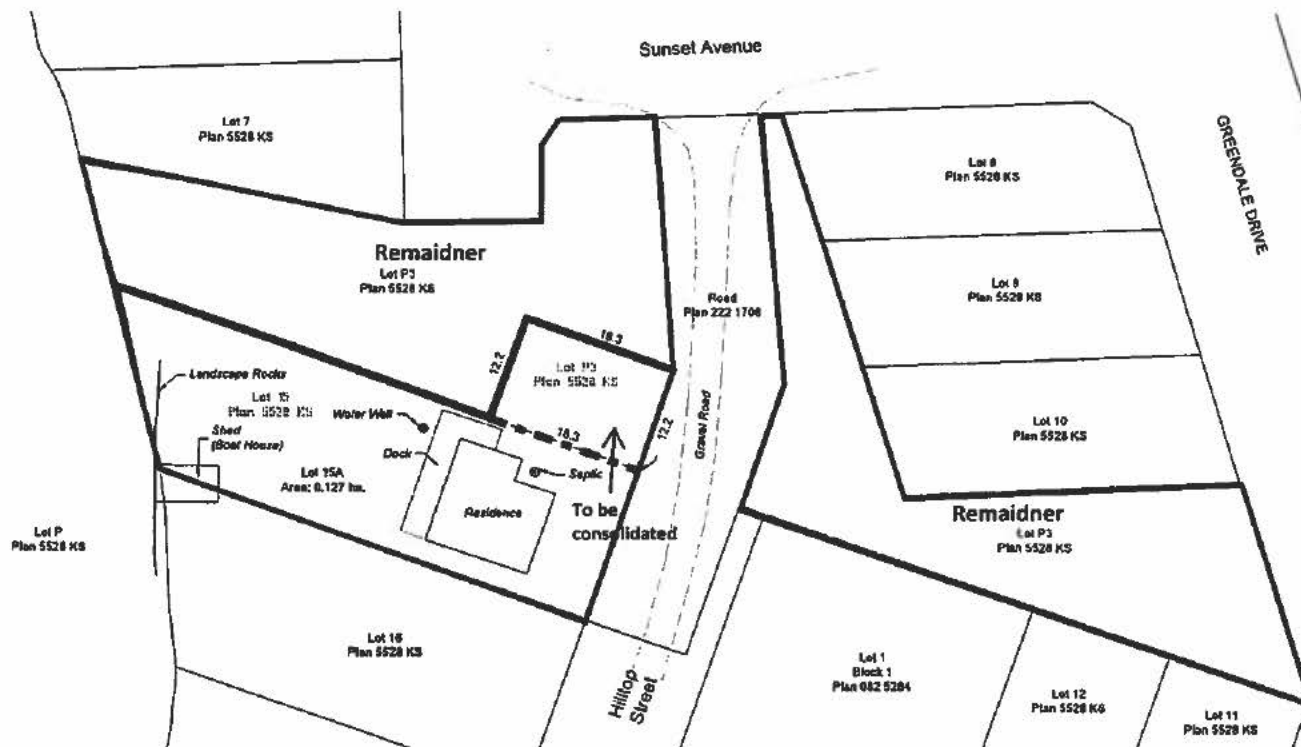 Sunset Avenue
GREENDALE DRIVE
Lot 7
Plan 5528 KS
Lot 8
Plan 5528 KS
Remaidner
Lot P3
Plan 5528 KS
Lot 9
Plan 5528 KS
Road
Plan 222 1706
18.3
12.2
Lot P3
Plan 5528 KS
Landscape Rocks
Lot 15
Plan 5528 KS
Water Well
Shed
(Boat House)
18.3
12.2
Gravel Road
Lot 10
Plan 5528 KS
Dock
Septic
Lot 15A
Area: 0.127 ha.
Residence
To be
consolidated
Remaidner
Lot P3
Plan 5528 KS
Lot P
Plan 5528 KS
Lot 16
Plan 5528 KS
Hilltop
Street
Lot 1
Block 1
Plan 082 5284
Lot 12
Plan 5528 KS
Lot 11
Plan 5528 KS